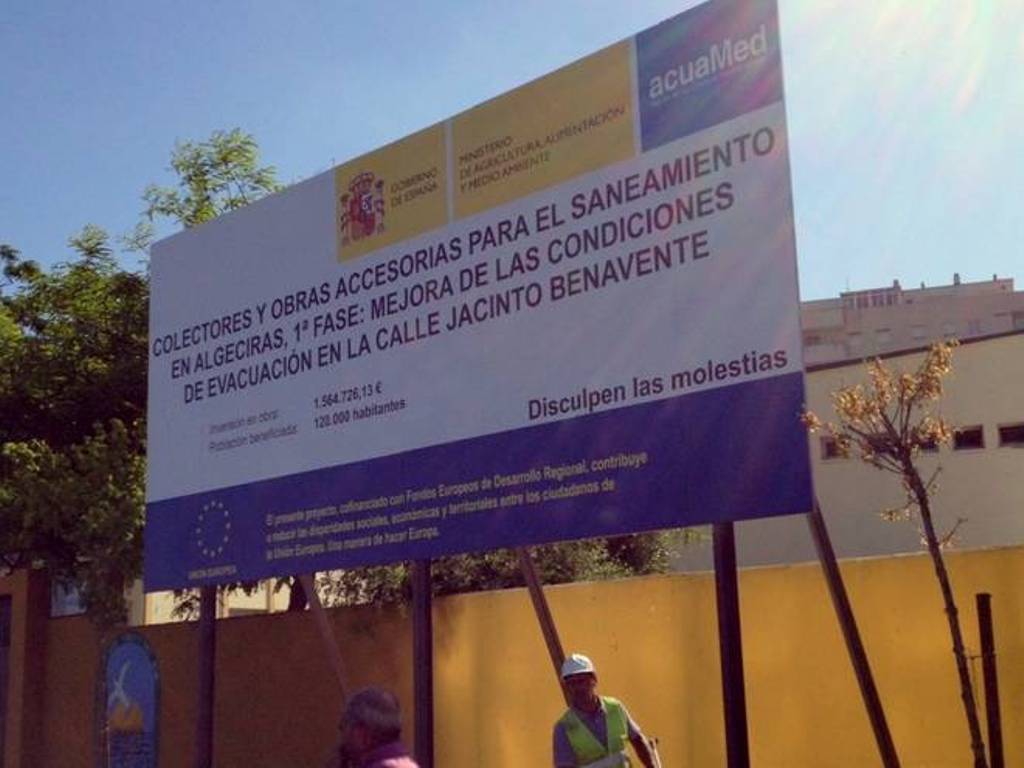 GOBIERNO
DE ESPAÑA
MINISTERIO
DE AGRICULTURA, ALIMENTACIÓN
Y MEDIO AMBIENTE
acuaMed
COLECTORES Y OBRAS ACCESORIAS PARA EL SANEAMIENTO
EN ALGECIRAS, 1ª FASE: MEJORA DE LAS CONDICIONES
DE EVACUACIÓN EN LA CALLE JACINTO BENAVENTE
Inversión en obra: 1.564.726,13 €
Población beneficiada: 120.000 habitantes
Disculpen las molestias
El presente proyecto, cofinanciado con Fondos Europeos de Desarrollo Regional, contribuye
a reducir las disparidades sociales, económicas y territoriales entre los ciudadanos de
la Unión Europea. Una manera de hacer Europa.
UNIÓN EUROPEA